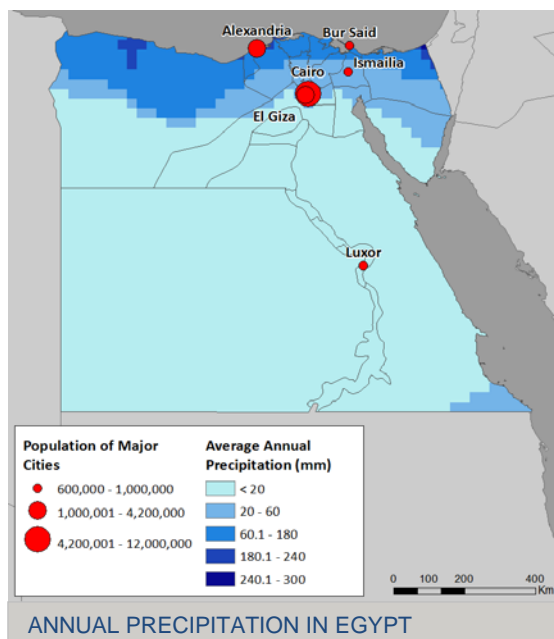 Alexandria
Bur Said
Ismailia
Cairo
El Giza
Luxor
Population of Major
Cities
600,000 - 1,000,000
1,000,001 - 4,200,000
4,200,001 - 12,000,000
Average Annual
Precipitation (mm)
< 20
20 - 60
60.1 - 180
180.1 - 240
240.1 - 300
0 100 200 400
Km
ANNUAL PRECIPITATION IN EGYPT